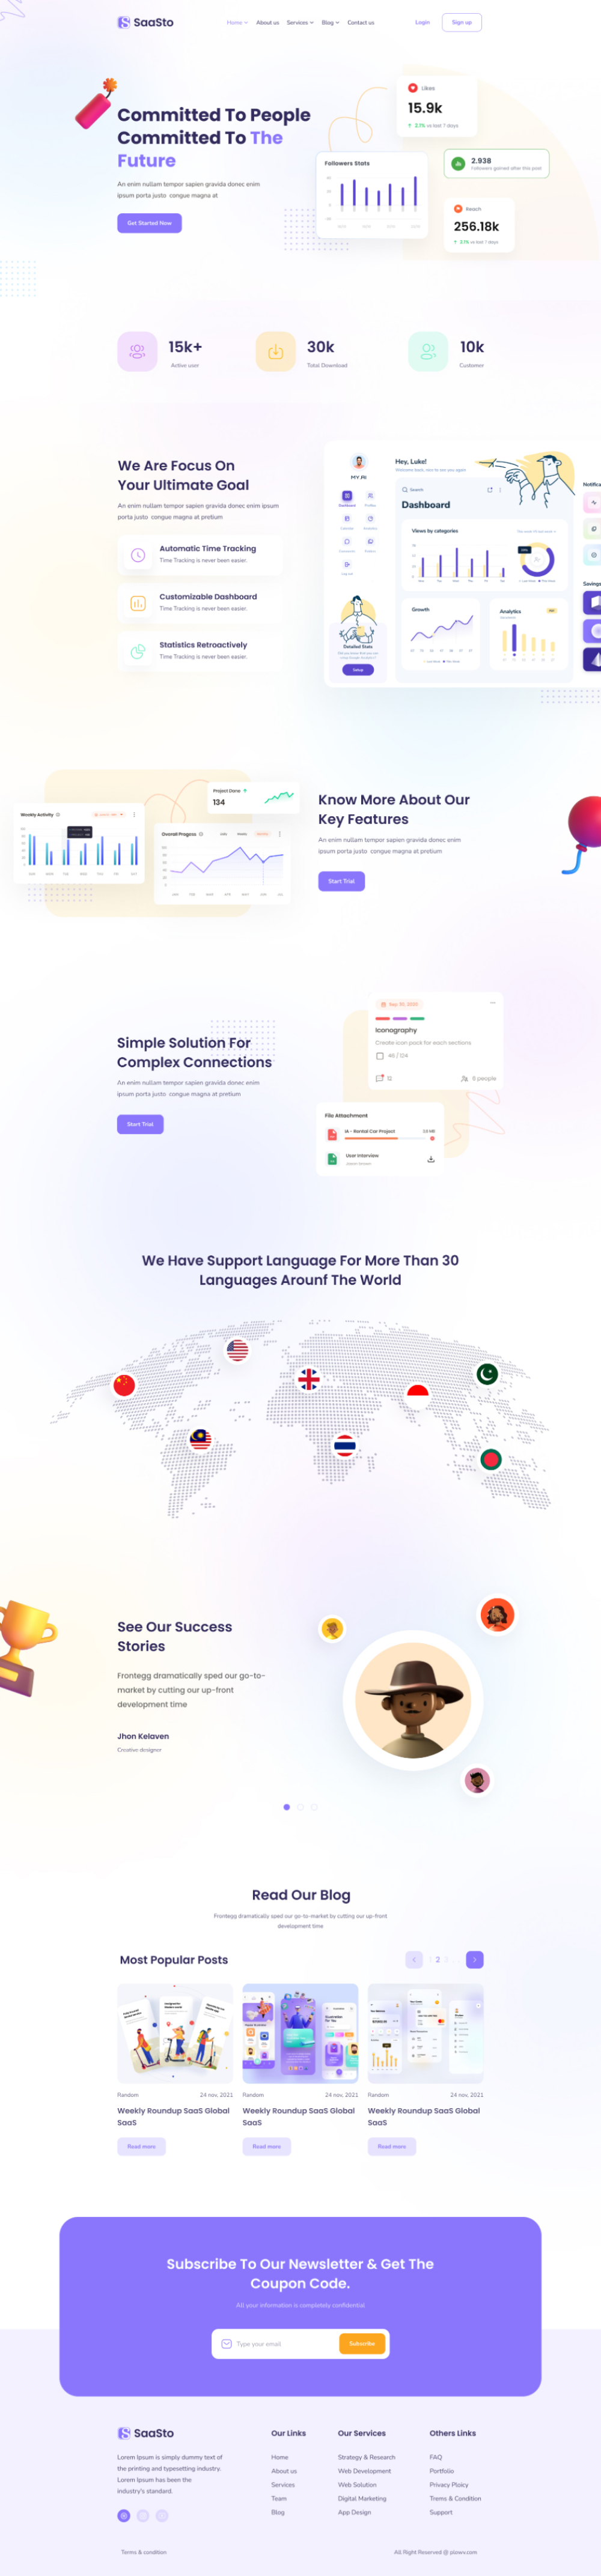 SaaSto
Home
About us
Services
Blog
Contact us
Login
Sign up
Committed To People
Committed To The
Future
An enim nullam tempor sapien gravida donec enim
ipsum porta justo congue magna at
Get Started Now
Likes
15.9k
2.1% vs last 7 days
Followers Stats
2.938
Followers gained after this post
Reach
256.18k
2.1% vs last 7 days
15k+
Active user
30k
Total Download
10k
Customer
We Are Focus On
Your Ultimate Goal
An enim nullam tempor sapien gravida donec enim ipsum
porta justo congue magna at pretium
Automatic Time Tracking
Time Tracking is never been easier.
Customizable Dashboard
Time Tracking is never been easier.
Statistics Retroactively
Time Tracking is never been easier.
Hey, Luke!
Welcome back, nice to see you again
Search
Dashboard
Views by categories
Growth
Analytics
Detailed Stats
Setup
Notifica
Savings
Weekly Activity
Project Done
134
Overall Progress
Know More About Our
Key Features
An enim nullam tempor sapien gravida donec enim
ipsum porta justo congue magna at pretium
Start Trial
Simple Solution For
Complex Connections
An enim nullam tempor sapien gravida donec enim
ipsum porta justo congue magna at pretium
Start Trial
Sep 10, 2020
Iconography
Create icon pack for each sections
46 / 124
12
8 people
File Attachment
IA - Rental Car Project
User Interview
We Have Support Language For More Than 30
Languages Arounf The World
See Our Success
Stories
Frontegg dramatically sped our go-to-
market by cutting our up-front
development time
Jhon Kelaven
Creative designer
Read Our Blog
Frontegg dramatically sped our go-to-market by cutting our up-front
development time
Most Popular Posts
2
Random 24 nov, 2021
Weekly Roundup SaaS Global
SaaS
Read more
Random 24 nov, 2021
Weekly Roundup SaaS Global
SaaS
Read more
Random 24 nov, 2021
Weekly Roundup SaaS Global
SaaS
Read more
Subscribe To Our Newsletter & Get The
Coupon Code.
All your information is completely confidential
Type your email
Subscribe
SaaSto
Lorem Ipsum is simply dummy text of
the printing and typesetting industry.
Lorem Ipsum has been the
industry's standard.
Our Links
Home
About us
Services
Team
Blog
Our Services
Strategy & Research
Web Development
Web Solution
Digital Marketing
App Design
Others Links
FAQ
Portfolio
Privacy Ploicy
Trems & Condition
Support
Terms & condition
All Right Reserved @ plowv.com